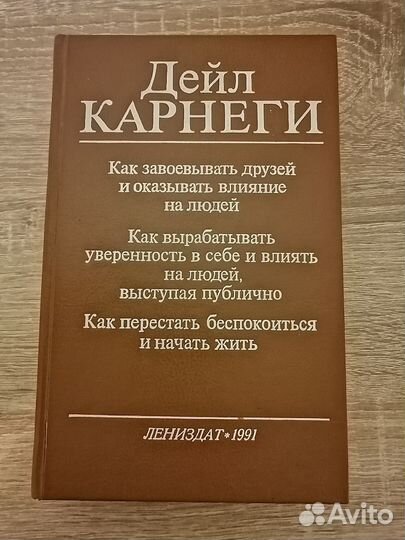 Дейл
КАРНЕГИ
Как завоевывать друзей
и оказывать влияние
на людей
Как вырабатывать
уверенность в себе и влиять
на людей,
выступая публично
Как перестать беспокоиться
и начать жить
ЛЕНИЗДАТ*1991
Avito